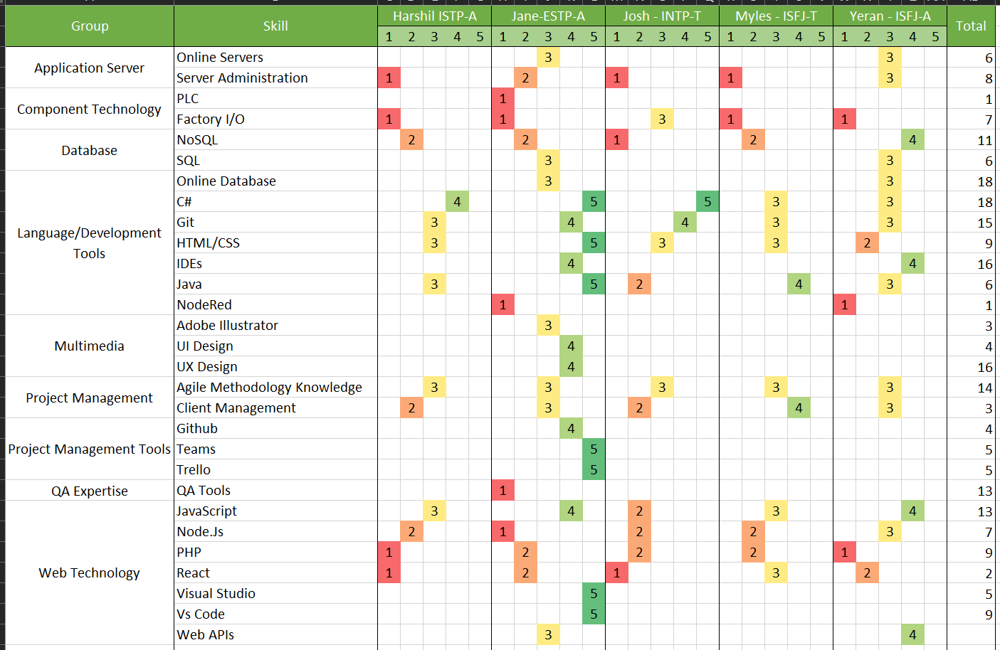 Group Skill Harshil ISTP-A Jane-ESTP-A Josh - INTP-T Myles - ISFJ-T Yeran - ISFJ-A Total
1 2 3 4 5 1 2 3 4 5 1 2 3 4 5 1 2 3 4 5 1 2 3 4 5
Application Server
Online Servers 3 3 6
Server Administration 1 2 1 1 3 8
Component Technology
PLC 1 1
Factory I/O 1 1 3 1 1 7
Database
NoSQL 2 2 1 2 4 11
SQL 3 3 6
Language/Development
Tools
Online Database 3 3 18
C# 4 5 5 3 3 18
Git 3 4 4 3 3 15
HTML/CSS 3 5 3 3 2 9
IDEs 4 4 16
Java 3 5 2 4 3 6
NodeRed 1 1 1
Multimedia
Adobe Illustrator 3 3
UI Design 4 4
UX Design 4 16
Project Management
Agile Methodology Knowledge 3 3 3 3 3 14
Client Management 2 3 2 4 3 3
Project Management Tools
Github 4 4
Teams 5 5
Trello 5 5
QA Expertise
QA Tools 1 13
Web Technology
JavaScript 3 4 2 3 4 13
Node.Js 2 1 2 2 3 7
PHP 1 2 2 2 1 9
React 1 2 1 3 2 2
Visual Studio 5 5
Vs Code 5 9
Web APIs 3 4